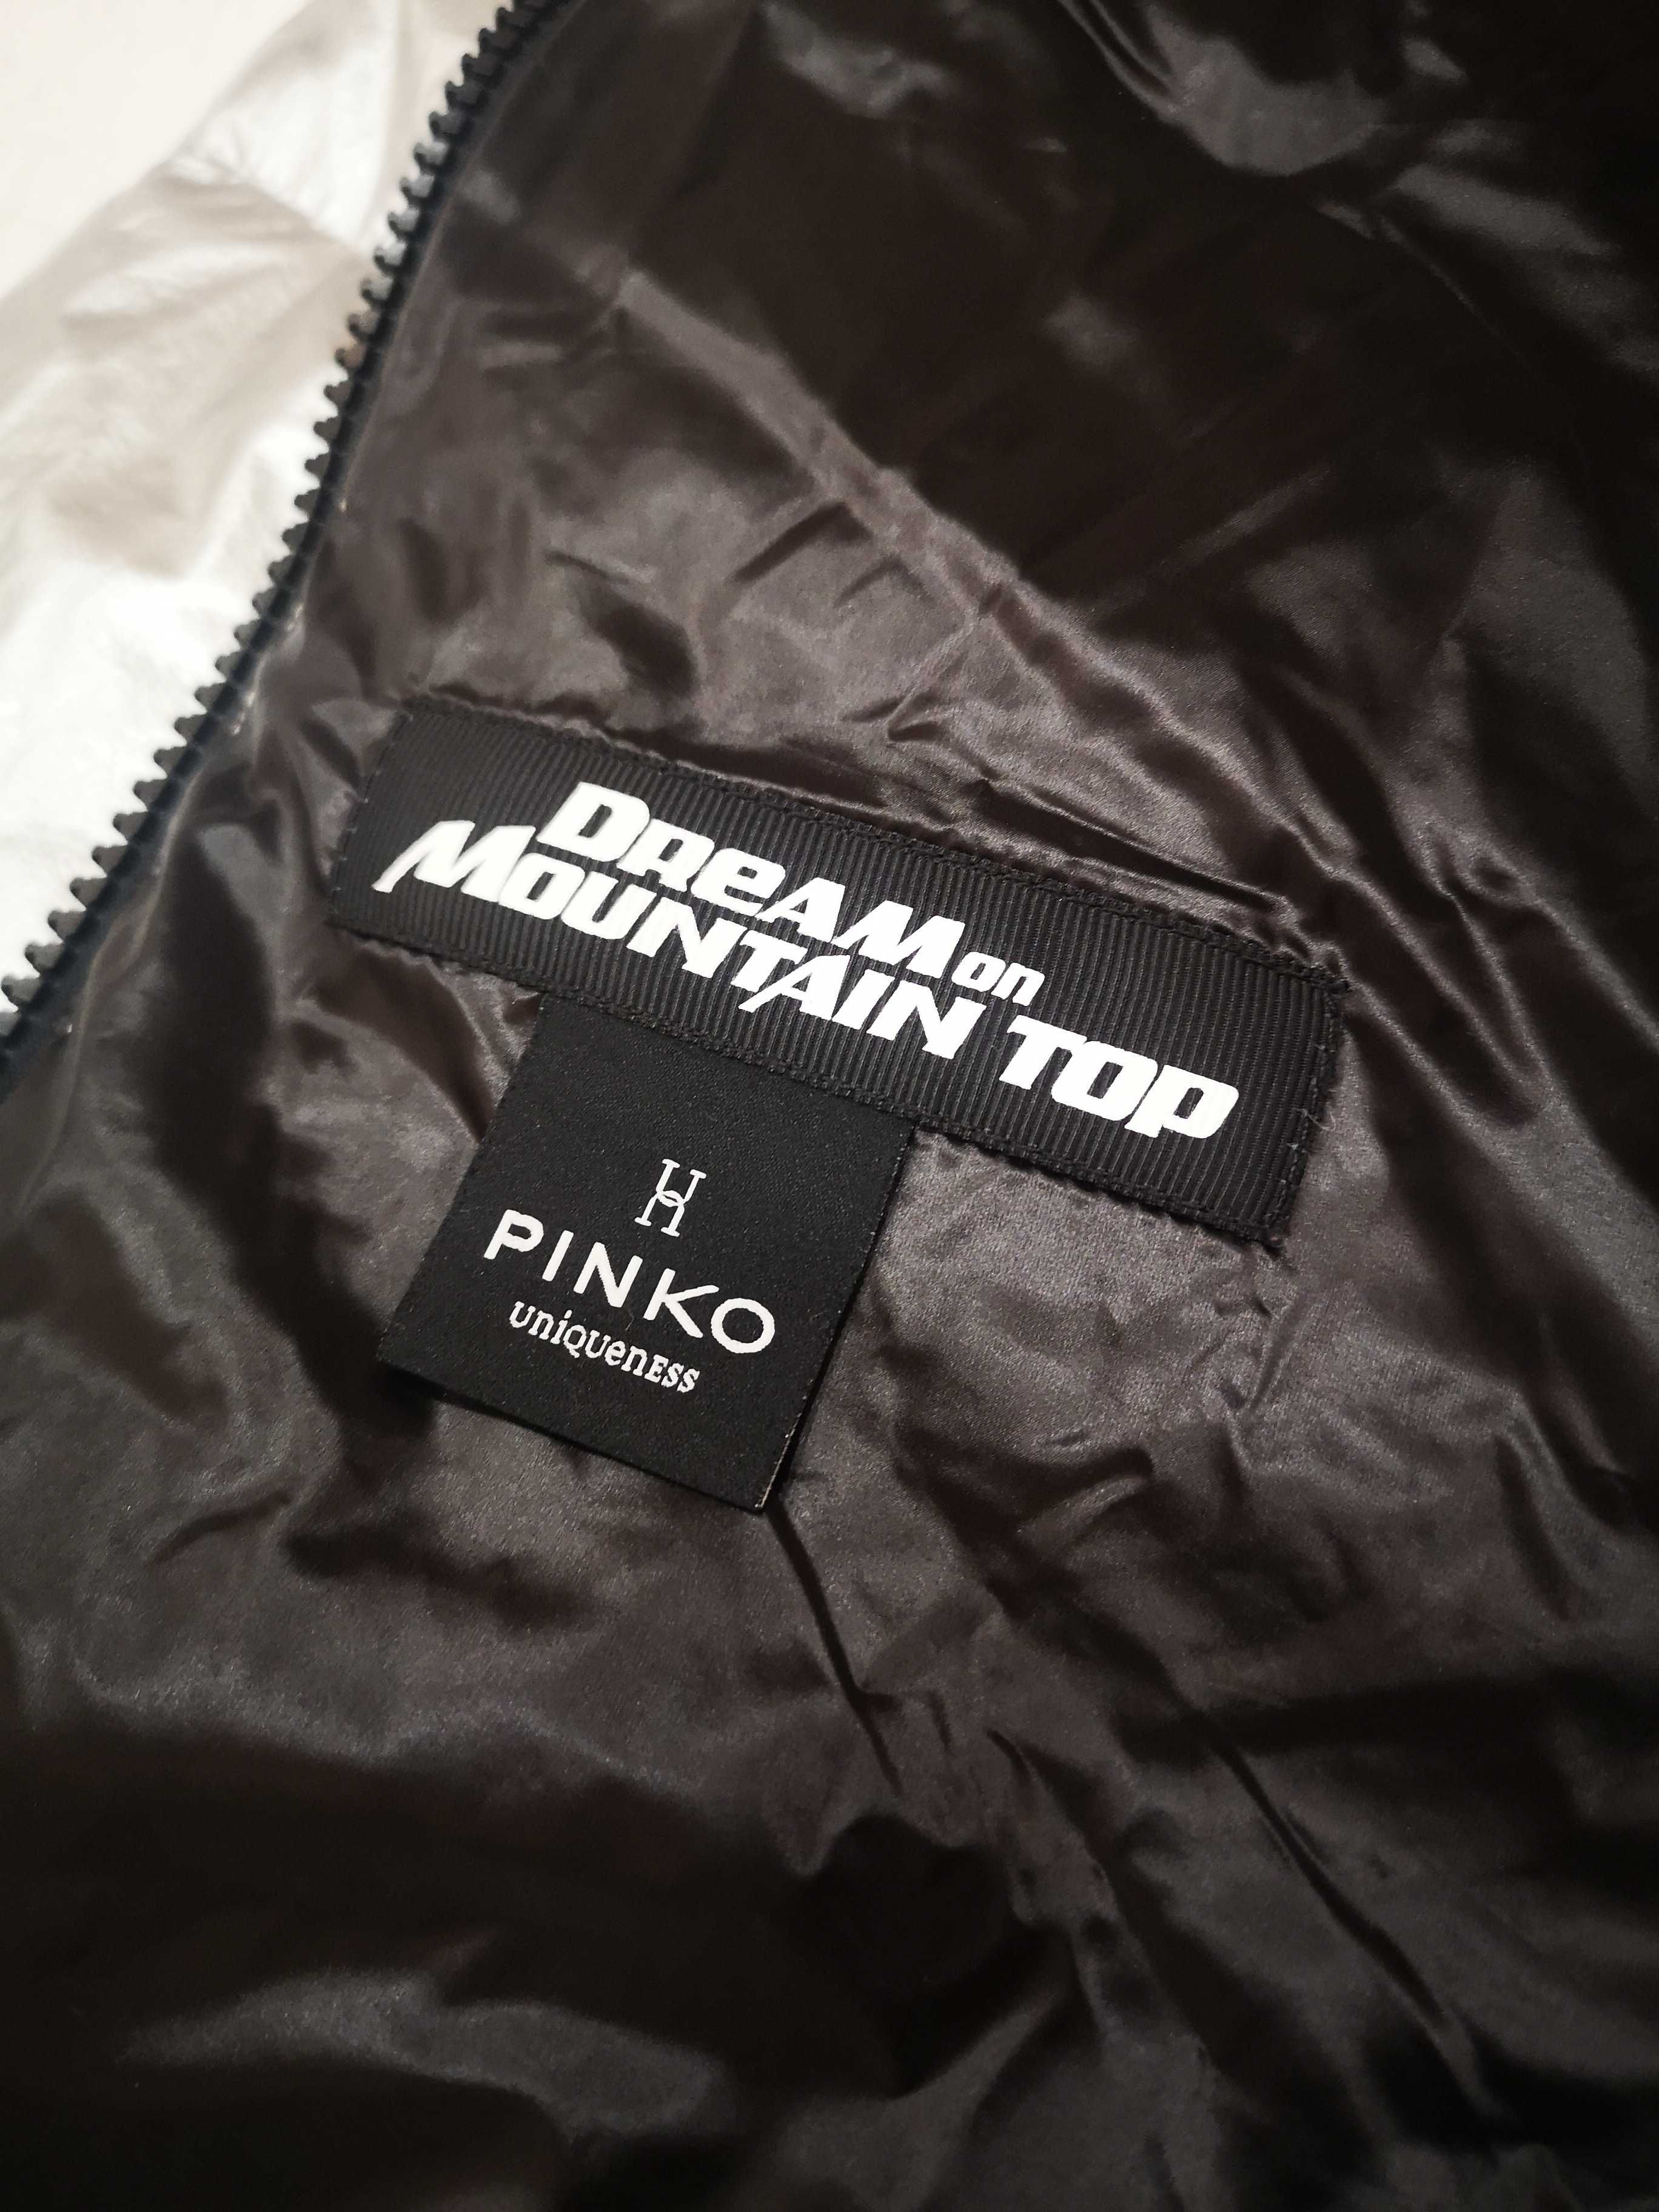 DReAM on
MOUNTAIN TOP
PINKO
uniQuenESS